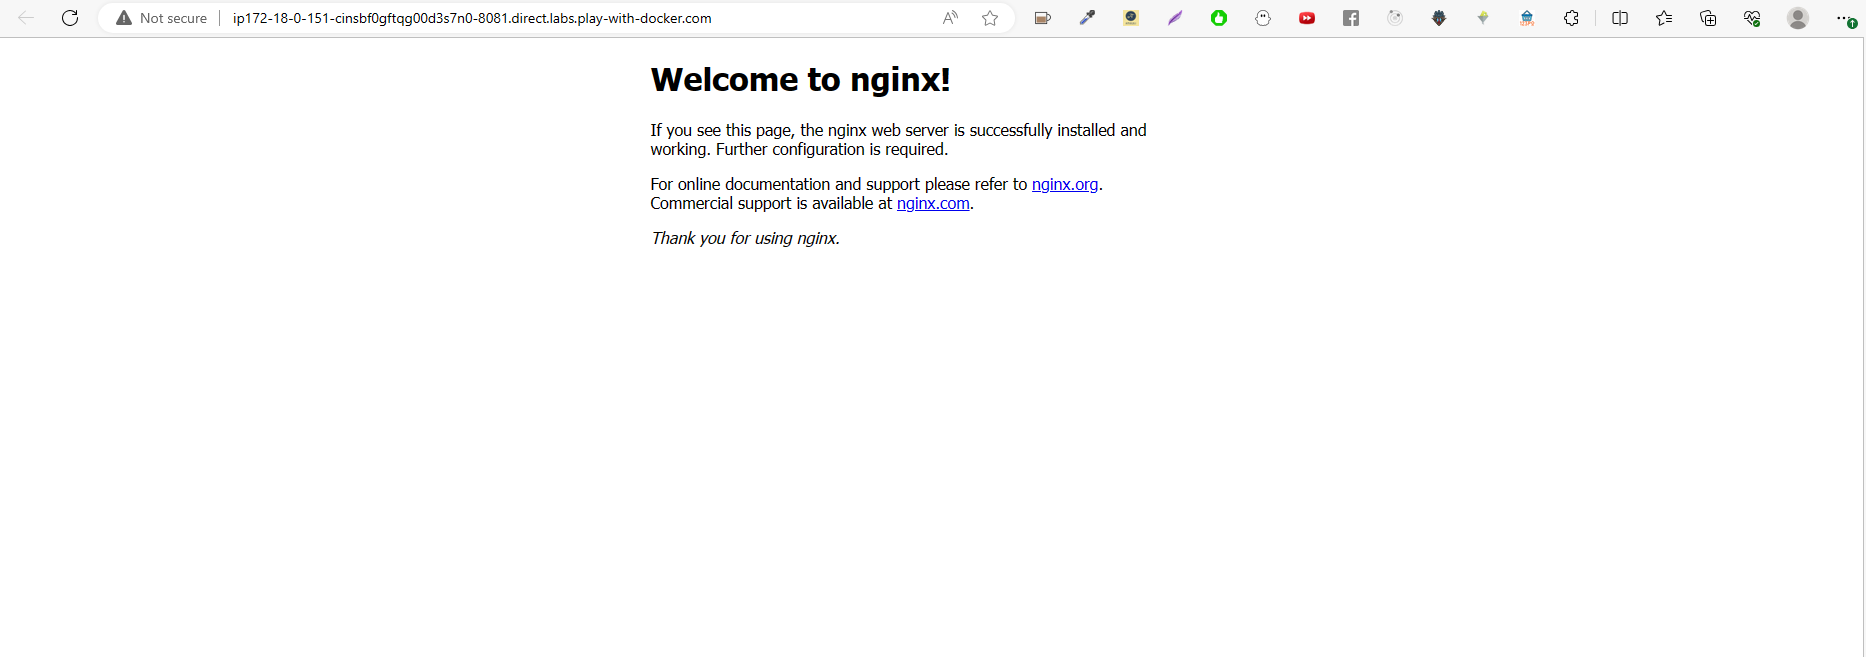 Not secure
ip172-18-0-151-cinsbf0gftqg00d3s7n0-8081.direct.labs.play-with-docker.com
Welcome to nginx!
If you see this page, the nginx web server is successfully installed and
working. Further configuration is required.
For online documentation and support please refer to nginx.org.
Commercial support is available at nginx.com.
Thank you for using nginx.